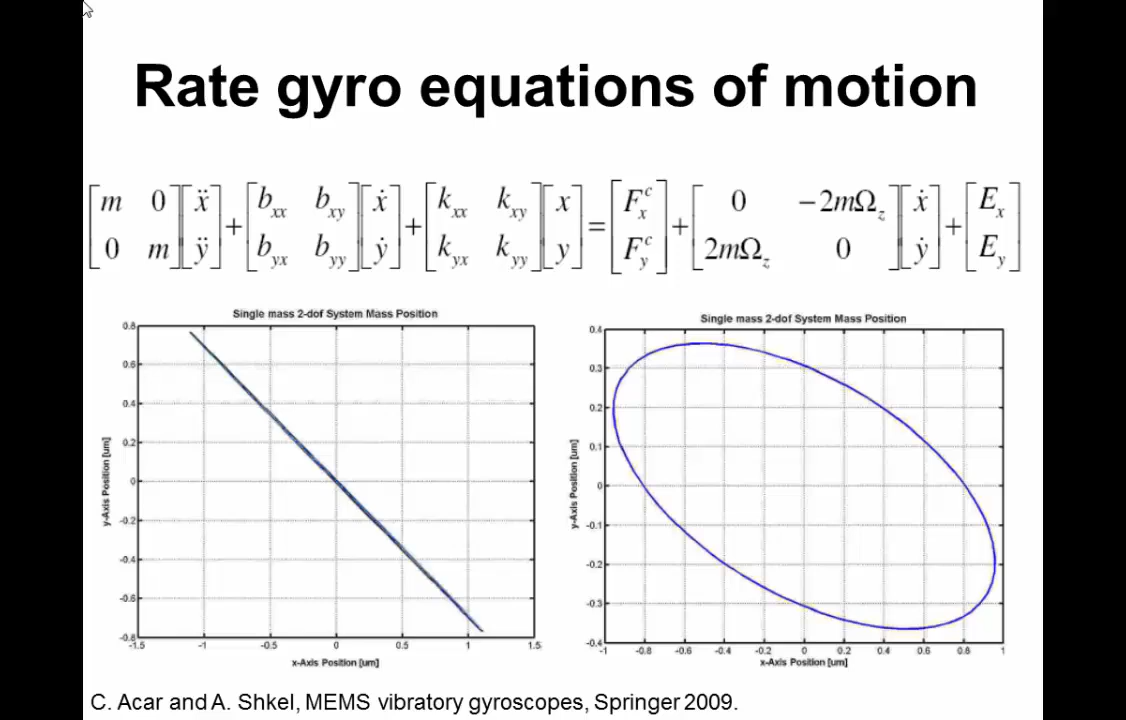 Rate gyro equations of motion
[m 0; 0 m][ẍ; ÿ] + [b_xx b_xy; b_yx b_yy][ẋ; ẏ] + [k_xx k_xy; k_yx k_yy][x; y] = [F_x^c; F_y^c] + [0 −2mΩ_z; 2mΩ_z 0][ẋ; ẏ] + [E_x; E_y]
Single mass 2-dof System Mass Position
0.8
0.6
0.4
0.2
0
-0.2
-0.4
-0.6
-0.8
y-Axis Position [um]
-1.5 -1 -0.5 0 0.5 1 1.5
x-Axis Position [um]
Single mass 2-dof System Mass Position
0.4
0.3
0.2
0.1
0
-0.1
-0.2
-0.3
-0.4
y-Axis Position [um]
-1 -0.8 -0.6 -0.4 -0.2 0 0.2 0.4 0.6 0.8 1
x-Axis Position [um]
C. Acar and A. Shkel, MEMS vibratory gyroscopes, Springer 2009.